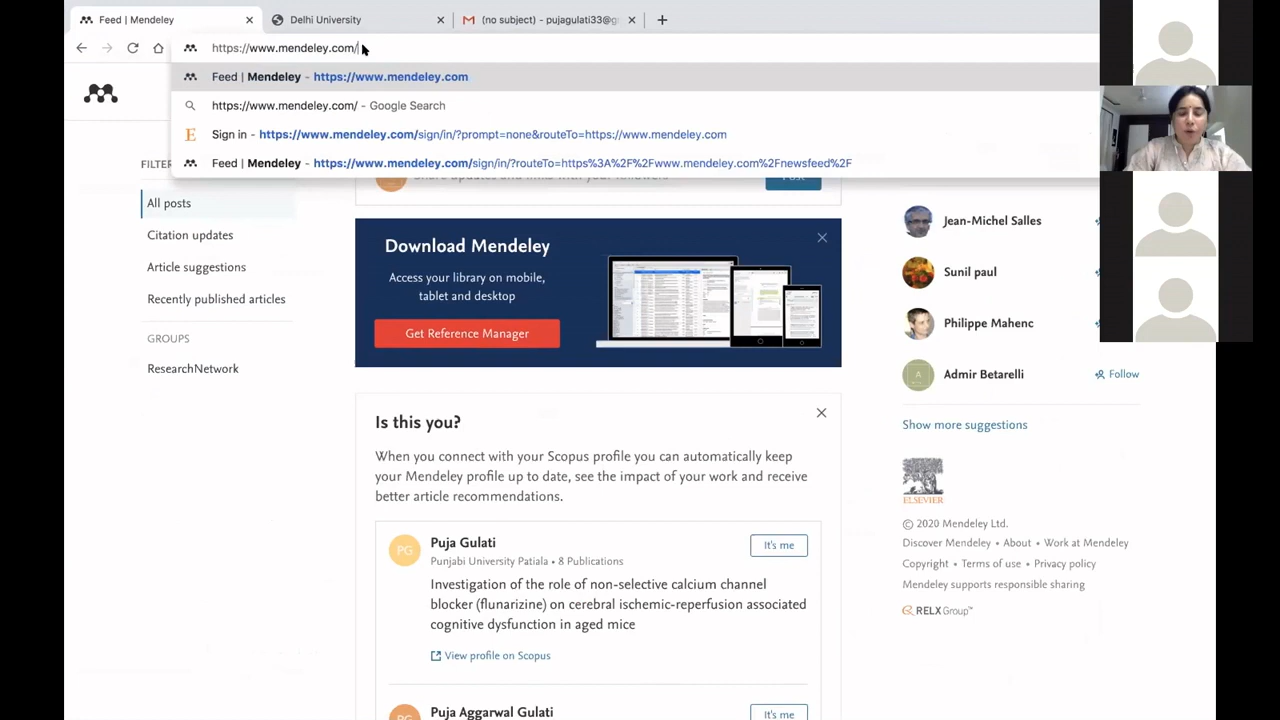 Feed | Mendeley
Delhi University
(no subject) - pujagulati33@g
https://www.mendeley.com/
Feed | Mendeley - https://www.mendeley.com
https://www.mendeley.com/ - Google Search
Sign in - https://www.mendeley.com/sign/in/?prompt=none&routeTo=https://www.mendeley.com
Feed | Mendeley - https://www.mendeley.com/sign/in/?routeTo=https%3A%2F%2Fwww.mendeley.com%2Fnewsfeed%2F
FILTER
Share updates and links with your followers.
Post
All posts
Citation updates
Article suggestions
Recently published articles
GROUPS
ResearchNetwork
Download Mendeley
Access your library on mobile,
tablet and desktop
Get Reference Manager
Is this you?
When you connect with your Scopus profile you can automatically keep
your Mendeley profile up to date, see the impact of your work and receive
better article recommendations.
PG
Puja Gulati
It's me
Punjabi University Patiala • 8 Publications
Investigation of the role of non-selective calcium channel
blocker (flunarizine) on cerebral ischemic-reperfusion associated
cognitive dysfunction in aged mice
View profile on Scopus
Puja Aggarwal Gulati
It's me
Jean-Michel Salles
Sunil paul
Philippe Mahenc
A
Admir Betarelli
Follow
Show more suggestions
ELSEVIER
© 2020 Mendeley Ltd.
Discover Mendeley • About • Work at Mendeley
Copyright • Terms of use • Privacy policy
Mendeley supports responsible sharing
RELX Group™